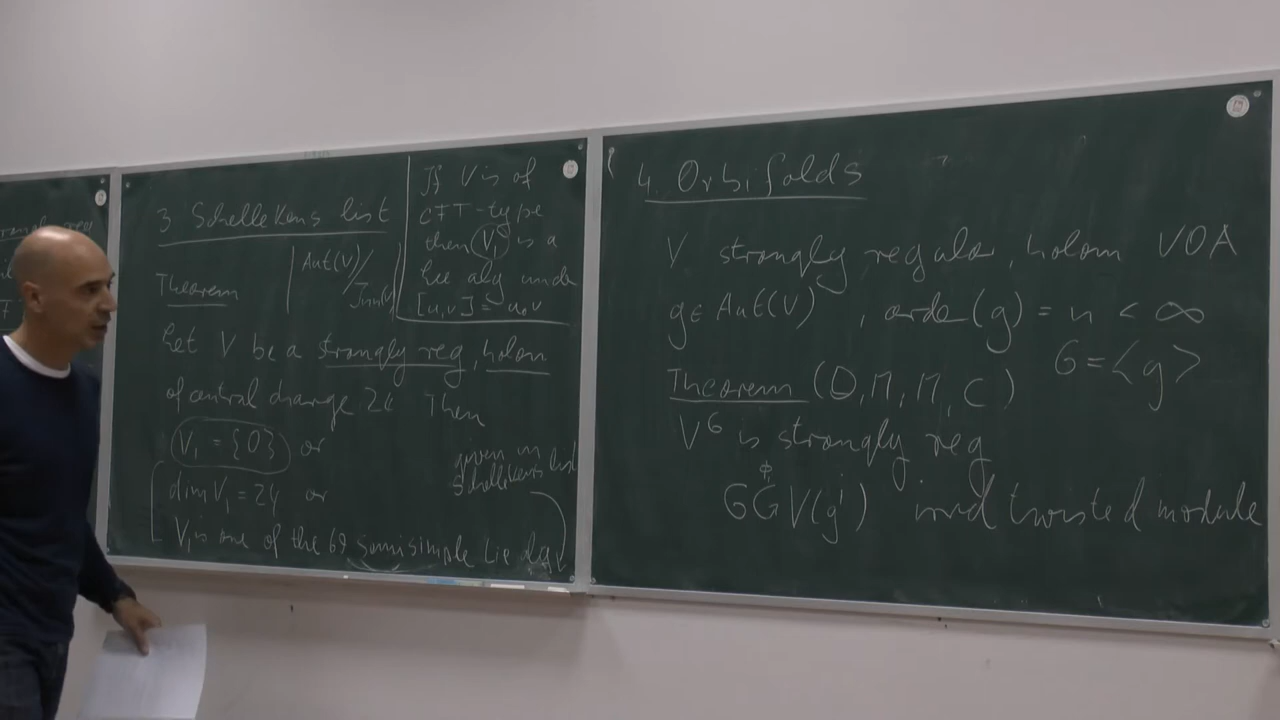 3 Schellekens list
Theorem
Aut(V)/
Inn(V)
If V is of
CFT-type
then V₁ is a
Lie alg under
[u,v] = u₀v
Let V be a strongly reg, holom
of central charge 24 Then
V₁ = {0} or
dim V₁ = 24 or
V₁ is one of the 69 semisimple Lie alg
given in
Schellekens list
4. Orbifolds
V strongly regular, holom VOA
g∈Aut(V), order(g) = n < ∞
G = <g>
Theorem (D, M, M, C)
V^G is strongly reg
ϕ
G G V(g^i) irred twisted module